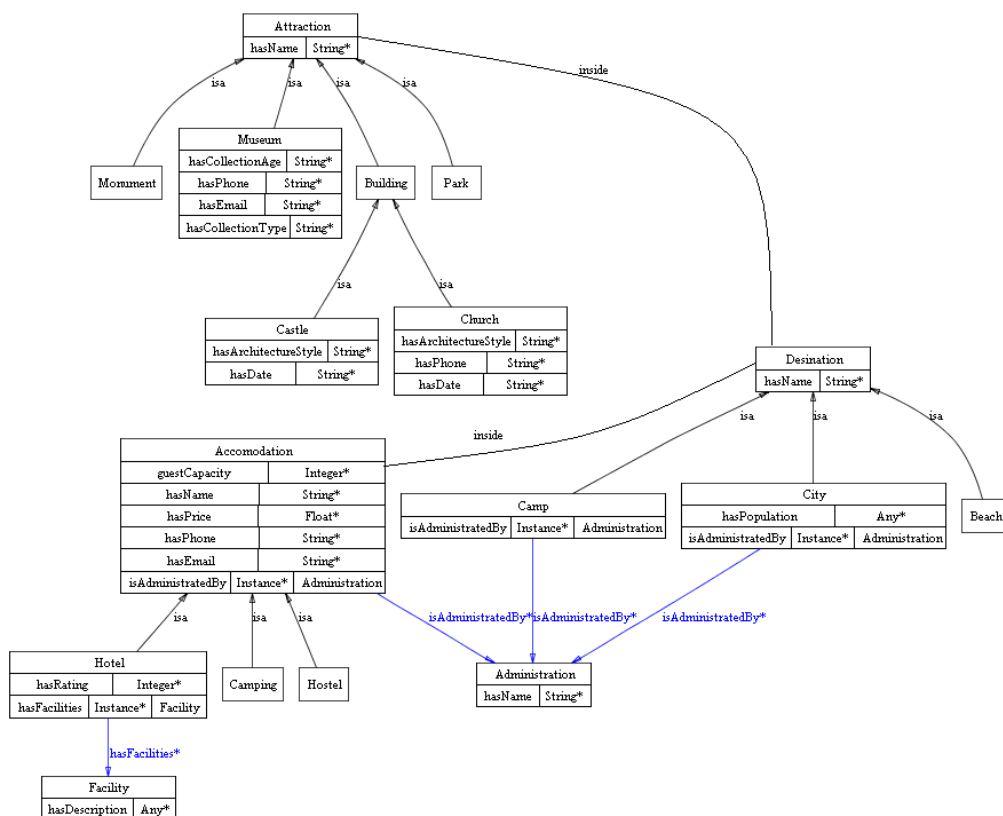 Attraction
hasName String*
inside
isa isa isa isa
Museum
hasCollectionAge String*
hasPhone String*
hasEmail String*
hasCollectionType String*
Monument
Building
Park
isa isa
Castle
hasArchitectureStyle String*
hasDate String*
Church
hasArchitectureStyle String*
hasPhone String*
hasDate String*
Desination
hasName String*
inside
isa isa isa
Accomodation
guestCapacity Integer*
hasName String*
hasPrice Float*
hasPhone String*
hasEmail String*
isAdministratedBy Instance* Administration
Camp
isAdministratedBy Instance* Administration
City
hasPopulation Any*
isAdministratedBy Instance* Administration
Beach
isa isa isa
isAdministratedBy* isAdministratedBy* isAdministratedBy*
Hotel
hasRating Integer*
hasFacilities Instance* Facility
Camping
Hostel
Administration
hasName String*
hasFacilities*
Facility
hasDescription Any*